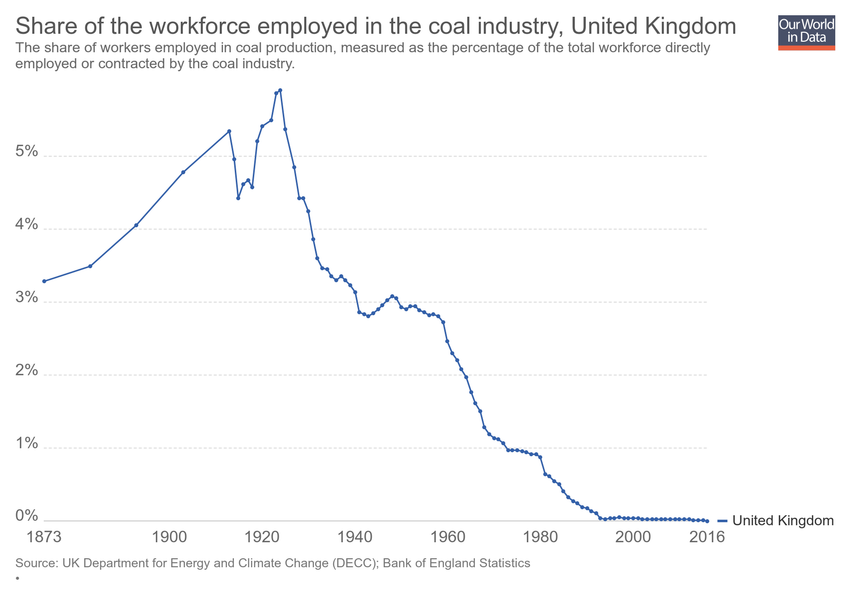 Share of the workforce employed in the coal industry, United Kingdom
Our World
in Data
The share of workers employed in coal production, measured as the percentage of the total workforce directly
employed or contracted by the coal industry.
5%
4%
3%
2%
1%
0%
1873
1900
1920
1940
1960
1980
2000
2016
United Kingdom
Source: UK Department for Energy and Climate Change (DECC); Bank of England Statistics
•